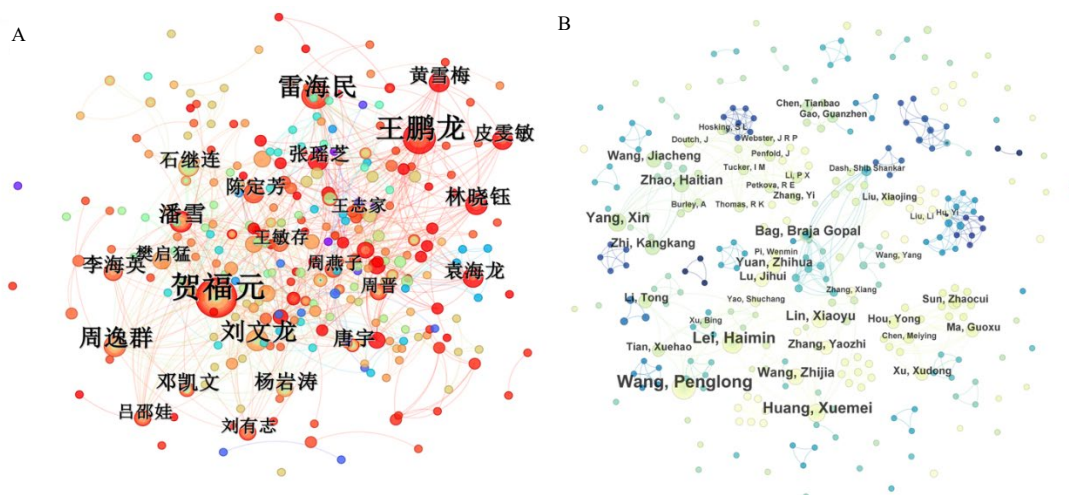 A
雷海民
黄雪梅
王鹏龙
皮雯敏
张瑶芝
石继连
陈定芳
林晓钰
王志家
潘雪
王敏存
樊启猛
李海英
周燕子
袁海龙
贺福元
周晋
刘文龙
唐宇
周逸群
邓凯文
杨岩涛
吕邵娃
刘有志
B
Chen, Tianbao
Gao, Guanzhen
Hosking, S L
Doutch, J
Webster, J R P
Wang, Jiacheng
Penfold, J
Tucker, I M
Li, P X
Dash, Shib Shankar
Zhao, Haitian
Petkova, R E
Zhang, Yi
Liu, Xiaojing
Burley, A
Thomas, R K
Liu, Li
Hu, Yi
Yang, Xin
Bag, Braja Gopal
Zhi, Kangkang
Pi, Wenmin
Wang, Yang
Yuan, Zhihua
Lu, Jihui
Zhang, Xiang
Li, Tong
Yao, Shuchang
Sun, Zhaocui
Xu, Bing
Lin, Xiaoyu
Hou, Yong
Ma, Guoxu
Lei, Haimin
Chen, Meiying
Tian, Xuehao
Zhang, Yaozhi
Wang, Penglong
Wang, Zhijia
Xu, Xudong
Huang, Xuemei